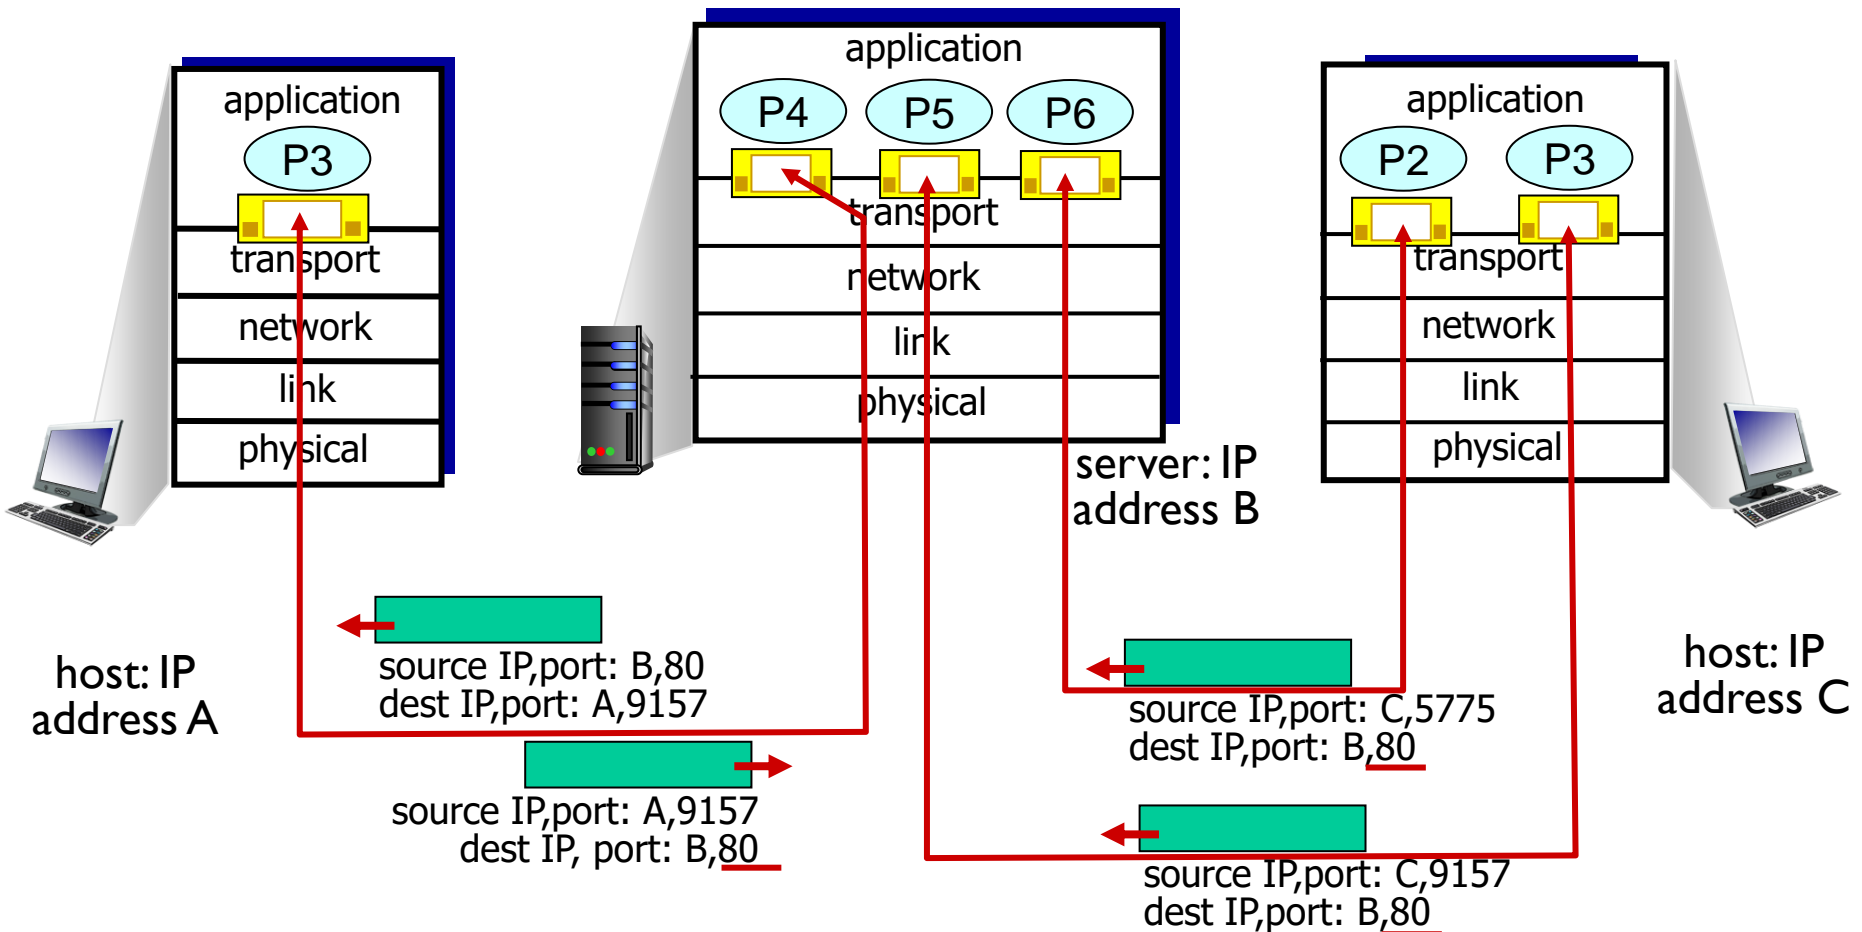 application
P3
transport
network
link
physical
host: IP
address A
application
P4 P5 P6
transport
network
link
physical
server: IP
address B
application
P2 P3
transport
network
link
physical
host: IP
address C
source IP,port: B,80
dest IP,port: A,9157
source IP,port: A,9157
dest IP, port: B,80
source IP,port: C,5775
dest IP,port: B,80
source IP,port: C,9157
dest IP,port: B,80